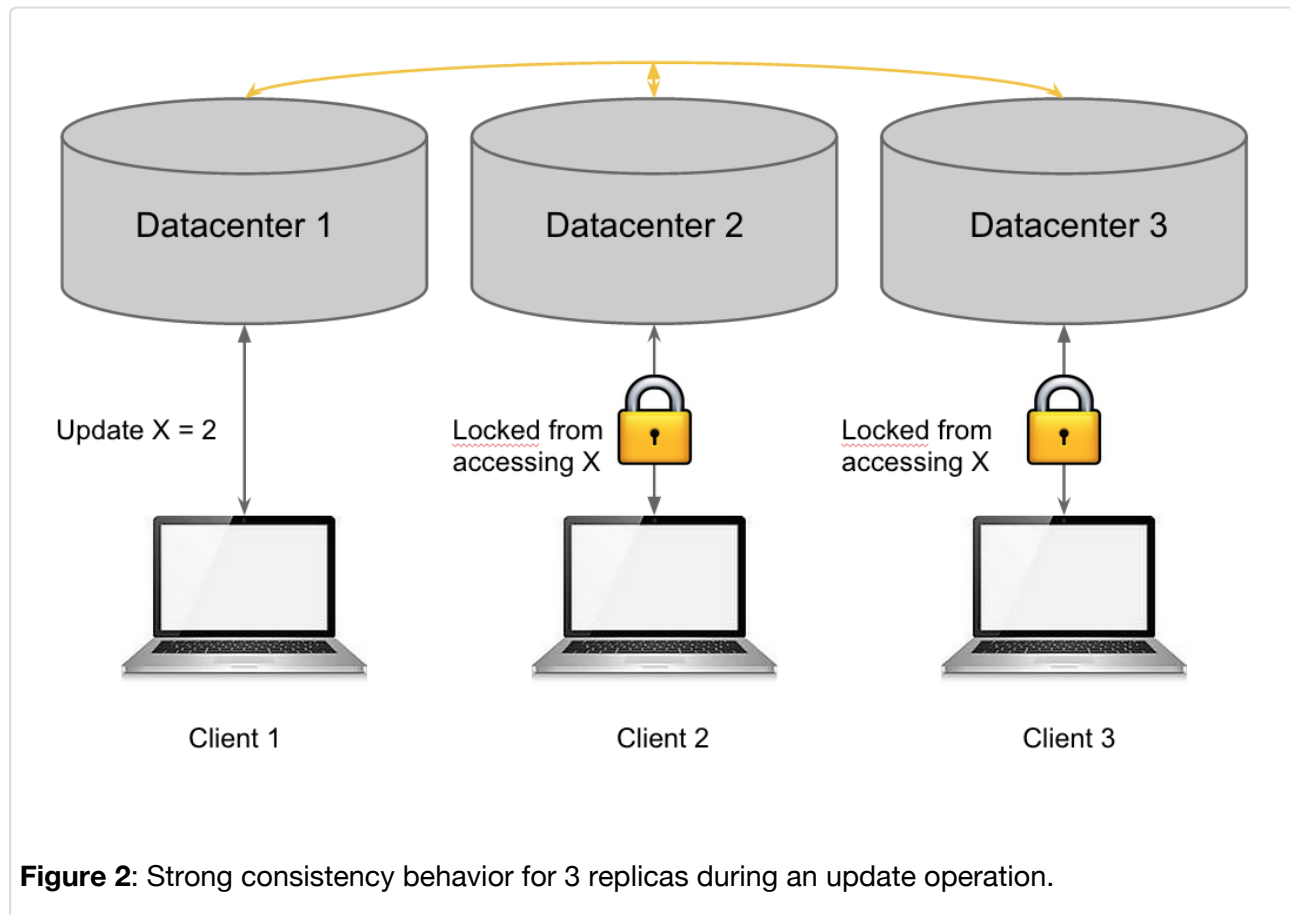 Datacenter 1
Datacenter 2
Datacenter 3
Update X = 2
Locked from
accessing X
Locked from
accessing X
Client 1
Client 2
Client 3
Figure 2: Strong consistency behavior for 3 replicas during an update operation.